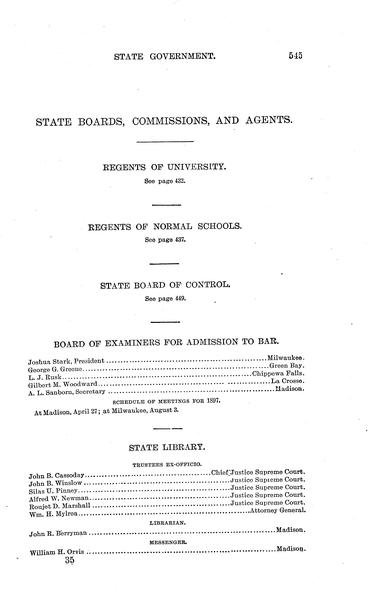 STATE GOVERNMENT. 545
STATE BOARDS, COMMISSIONS, AND AGENTS.
REGENTS OF UNIVERSITY.
See page 432.
REGENTS OF NORMAL SCHOOLS.
See page 437.
STATE BOARD OF CONTROL.
See page 449.
BOARD OF EXAMINERS FOR ADMISSION TO BAR.
Joshua Stark, President ........ Milwaukee.
George G. Greene ........ Green Bay.
L. J. Rusk ........ Chippewa Falls.
Gilbert M. Woodward ........ La Crosse.
A. L. Sanborn, Secretary ........ Madison.
SCHEDULE OF MEETINGS FOR 1897.
At Madison, April 27; at Milwaukee, August 3.
STATE LIBRARY.
TRUSTEES EX-OFFICIO.
John B. Cassoday ........ Chief Justice Supreme Court.
John B. Winslow ........ Justice Supreme Court.
Silas U. Pinney ........ Justice Supreme Court.
Alfred W. Newman ........ Justice Supreme Court.
Roujet D. Marshall ........ Justice Supreme Court.
Wm. H. Mylrea ........ Attorney General.
LIBRARIAN.
John R. Berryman ........ Madison.
MESSENGER.
William H. Orvis ........ Madison.
35